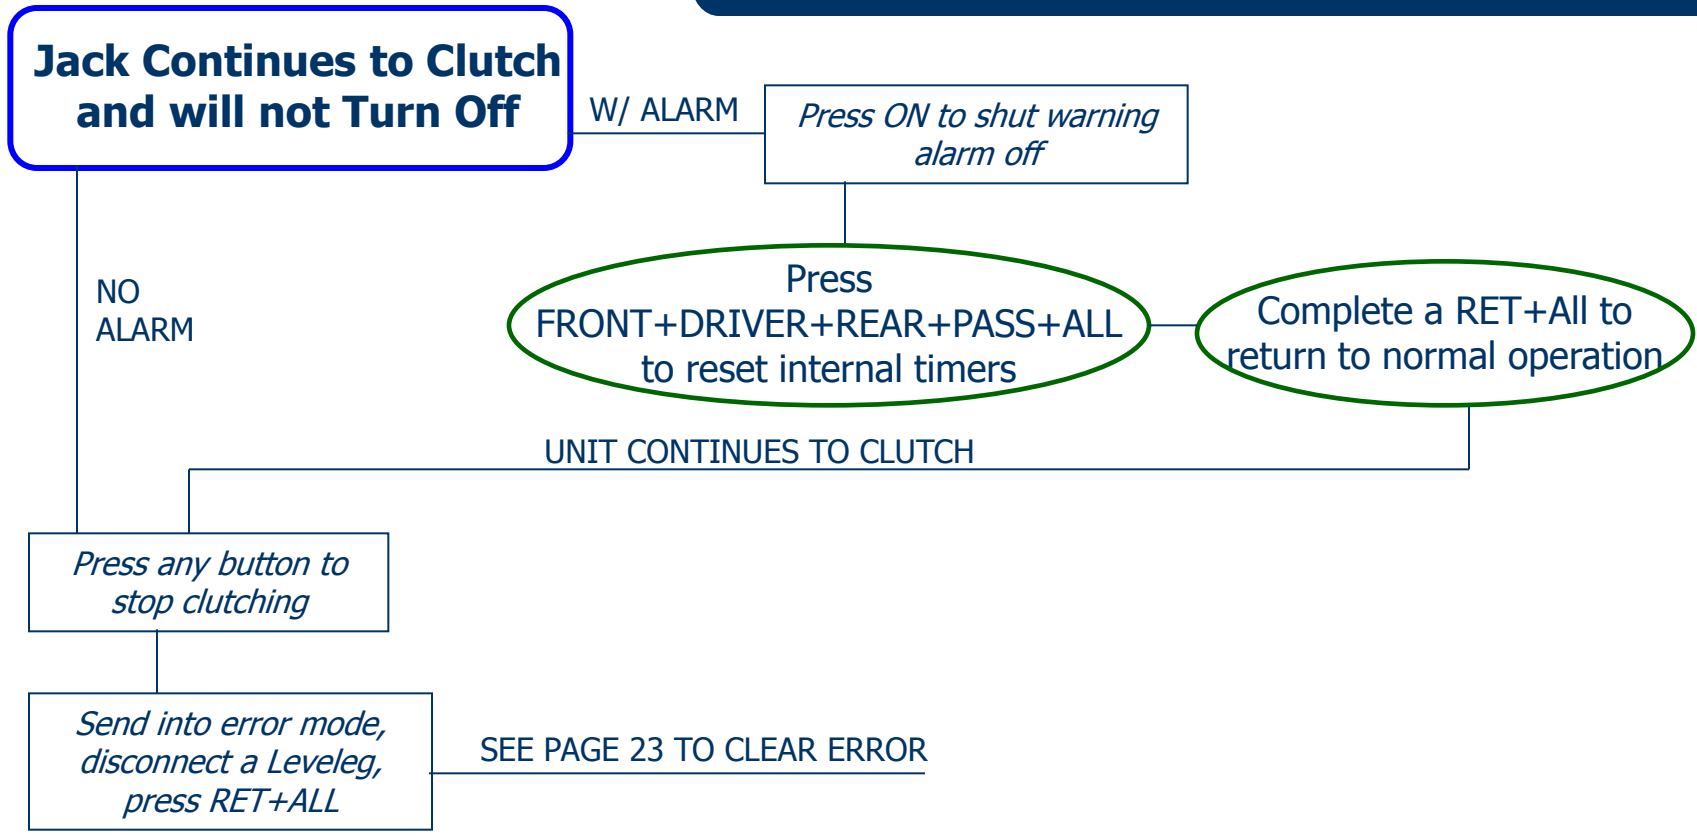 Jack Continues to Clutch
and will not Turn Off
W/ ALARM
Press ON to shut warning
alarm off
NO
ALARM
Press
FRONT+DRIVER+REAR+PASS+ALL
to reset internal timers
Complete a RET+All to
return to normal operation
UNIT CONTINUES TO CLUTCH
Press any button to
stop clutching
Send into error mode,
disconnect a Leveleg,
press RET+ALL
SEE PAGE 23 TO CLEAR ERROR